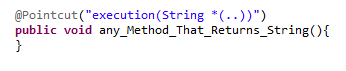 @Pointcut("execution(String *(..))")
public void any_Method_That_Returns_String(){
}